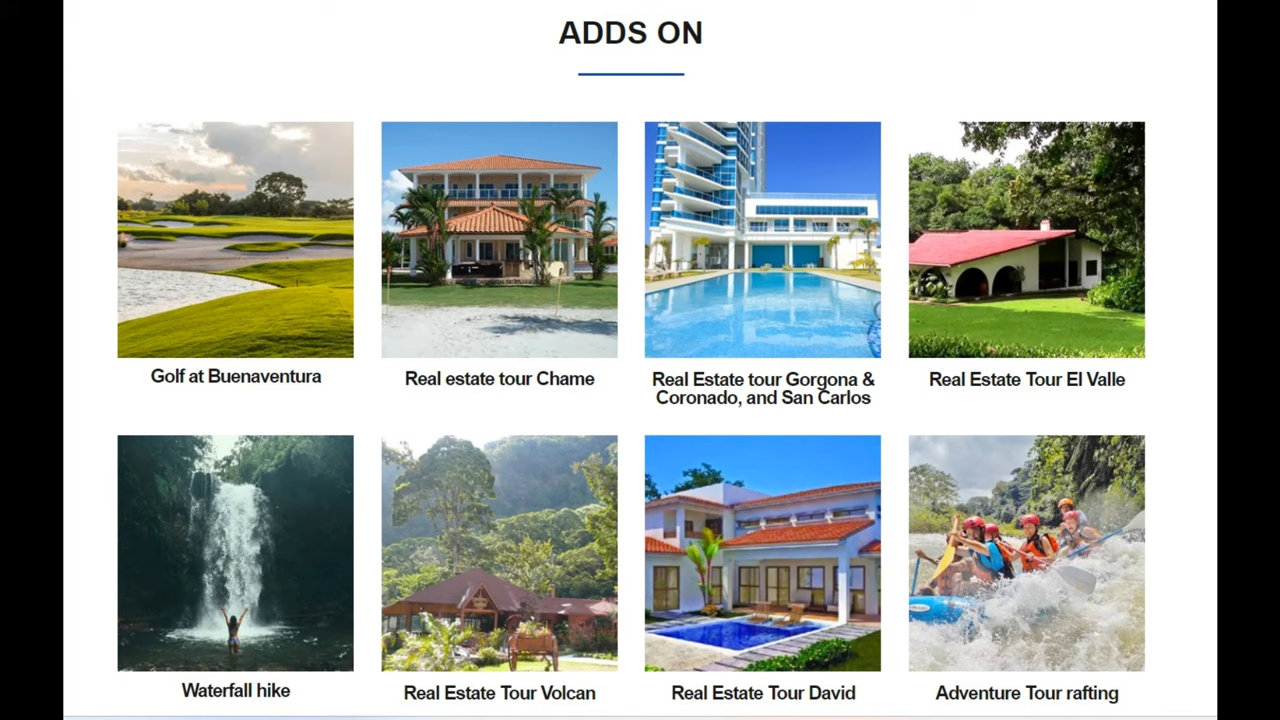 ADDS ON
Golf at Buenaventura
Real estate tour Chame
Real Estate tour Gorgona &
Coronado, and San Carlos
Real Estate Tour El Valle
Waterfall hike
Real Estate Tour Volcan
Real Estate Tour David
Adventure Tour rafting